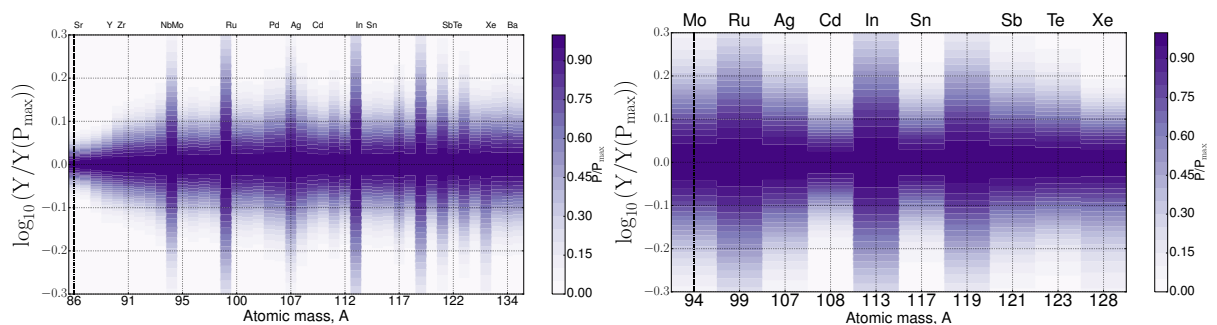 Sr Y Zr NbMo Ru Pd Ag Cd In Sn SbTe Xe Ba
0.3
0.2
0.1
0.0
−0.1
−0.2
−0.3
log10(Y/Y(Pmax))
86 91 95 100 107 112 117 122 134
Atomic mass, A
0.90
0.75
0.60
0.45
0.30
0.15
0.00
P/Pmax
Mo Ru Ag Cd In Sn Sb Te Xe
0.3
0.2
0.1
0.0
−0.1
−0.2
−0.3
log10(Y/Y(Pmax))
94 99 107 108 113 117 119 121 123 128
Atomic mass, A
0.90
0.75
0.60
0.45
0.30
0.15
0.00
P/Pmax